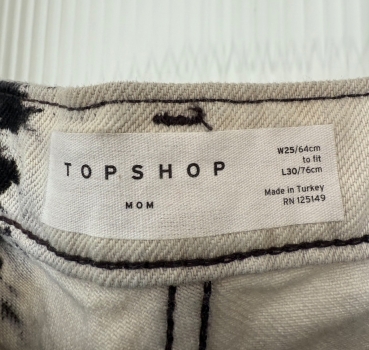 TOPSHOP
MOM
W25/64cm
to fit
L30/76cm
Made in Turkey
RN 125149